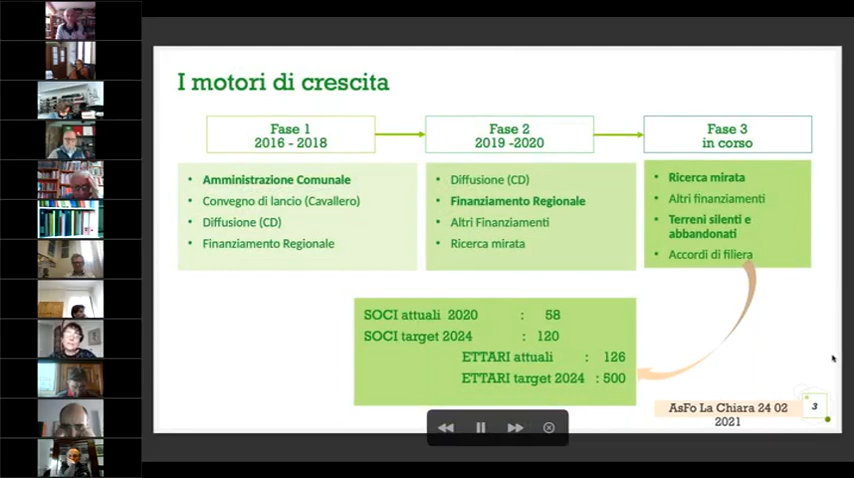 I motori di crescita
Fase 1
2016 - 2018
Fase 2
2019 -2020
Fase 3
in corso
• Amministrazione Comunale
• Convegno di lancio (Cavallero)
• Diffusione (CD)
• Finanziamento Regionale
• Diffusione (CD)
• Finanziamento Regionale
• Altri Finanziamenti
• Ricerca mirata
• Ricerca mirata
• Altri finanziamenti
• Terreni silenti e
abbandonati
• Accordi di filiera
SOCI attuali 2020 : 58
SOCI target 2024 : 120
ETTARI attuali : 126
ETTARI target 2024 : 500
AsFo La Chiara 24 02
2021
3